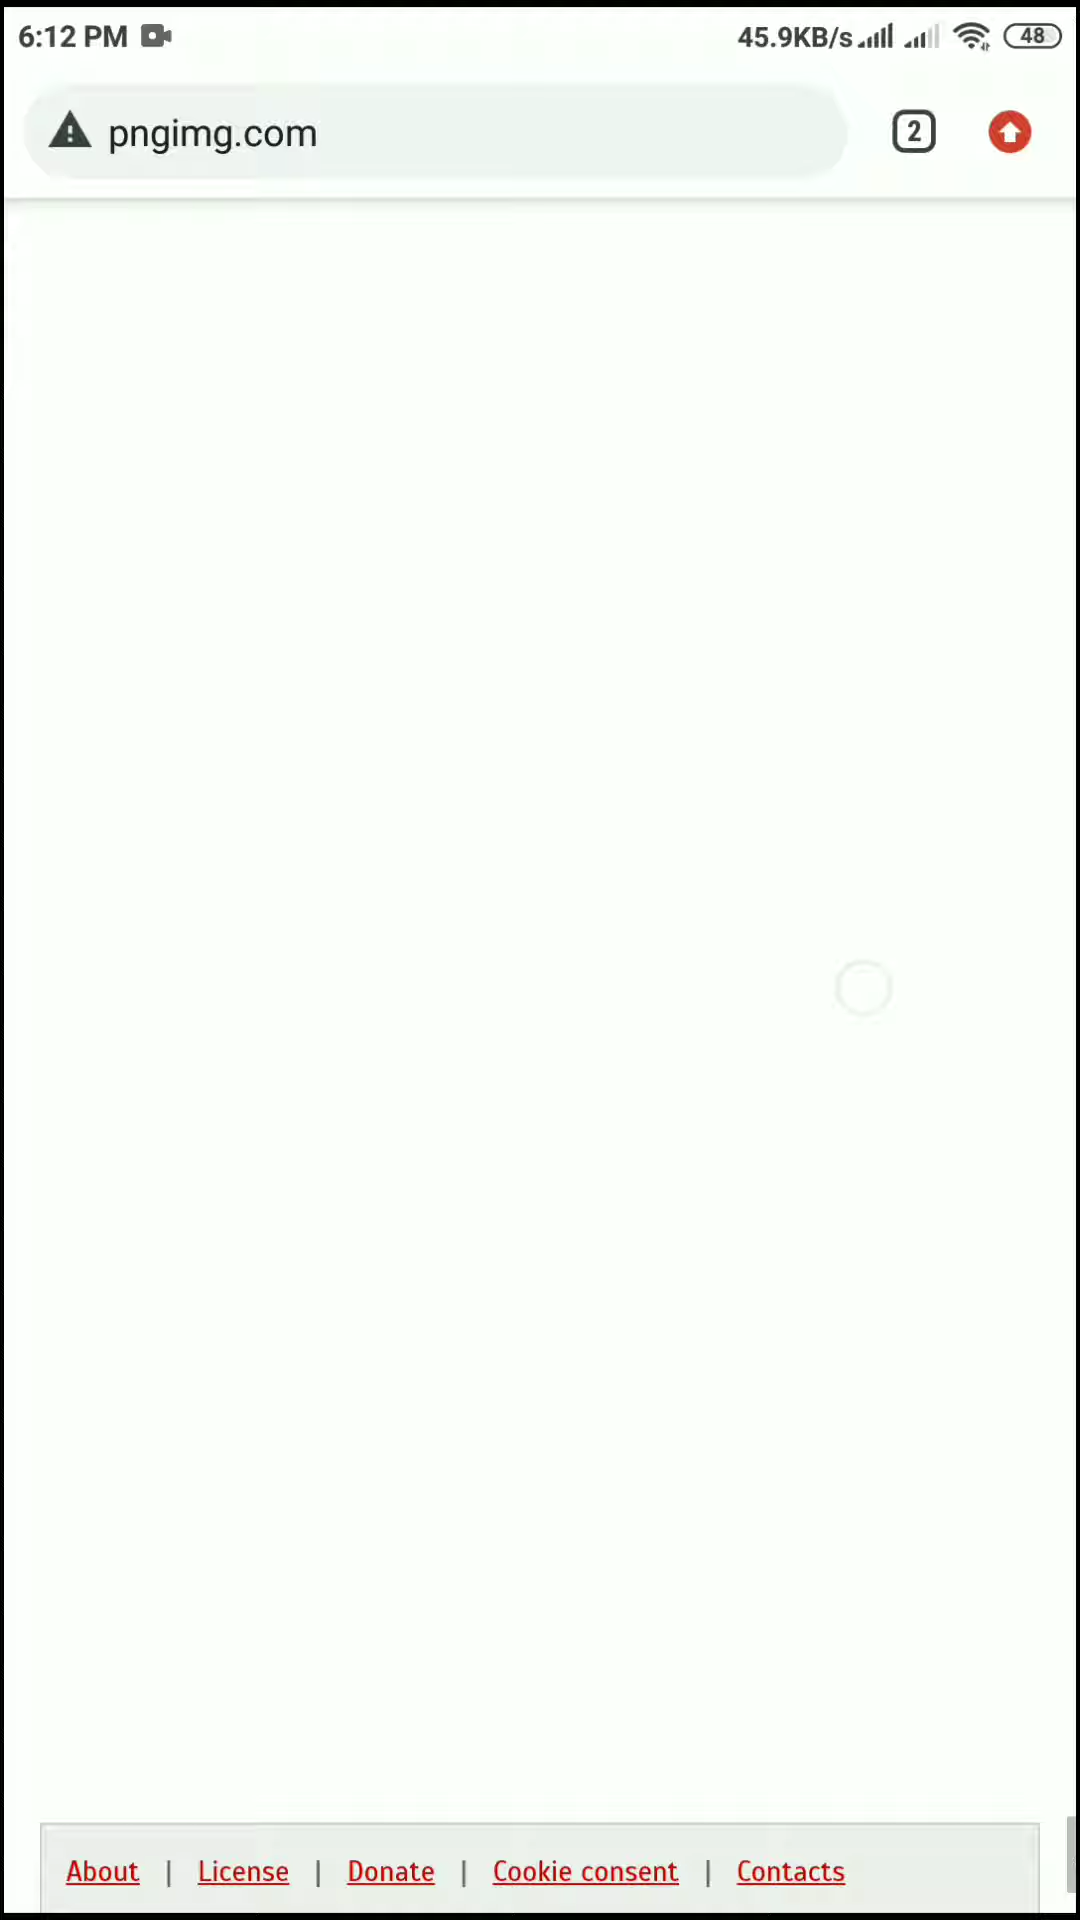 6:12 PM 45.9KB/s 48
pngimg.com 2
About | License | Donate | Cookie consent | Contacts